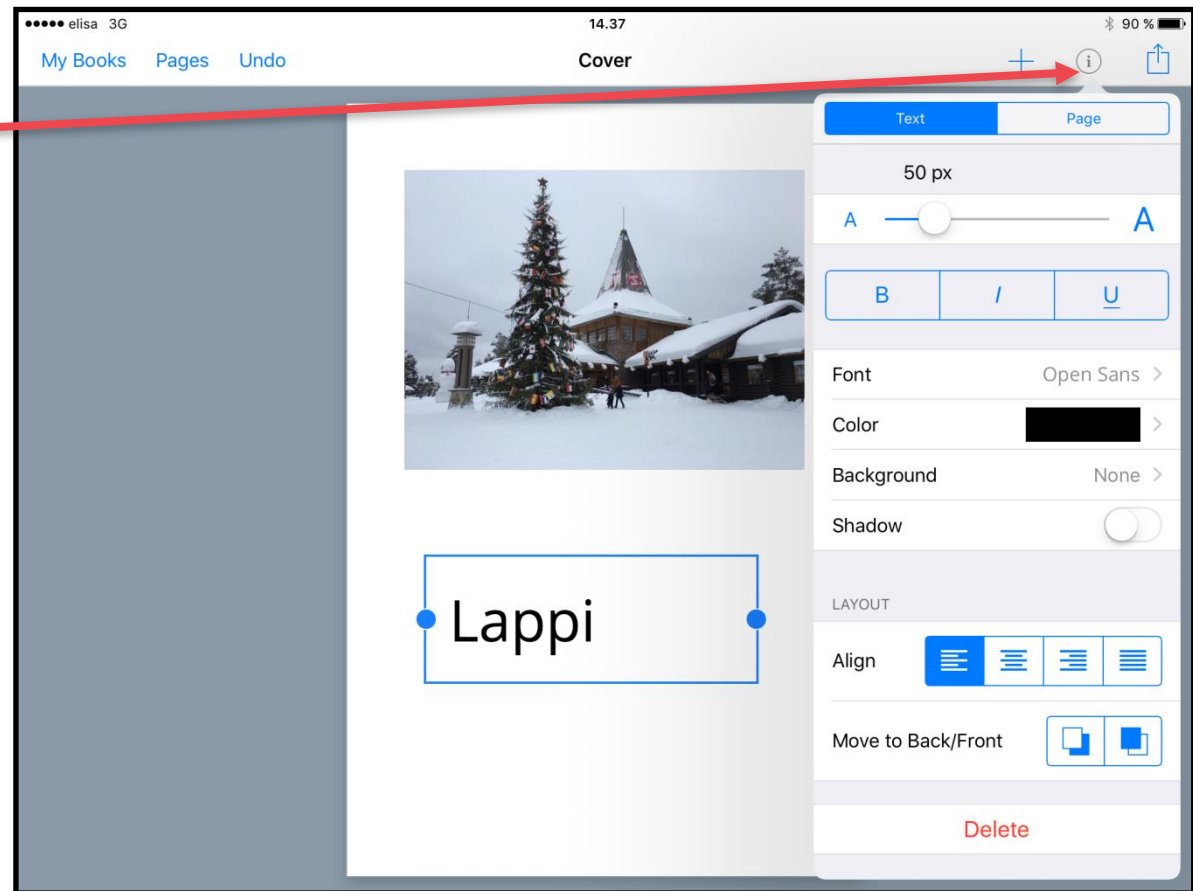 elisa 3G 14.37 90 %
My Books Pages Undo Cover + i
Text Page
50 px
A A
B I U
Font Open Sans >
Color >
Background None >
Shadow
LAYOUT
Align
Move to Back/Front
Delete
Lappi